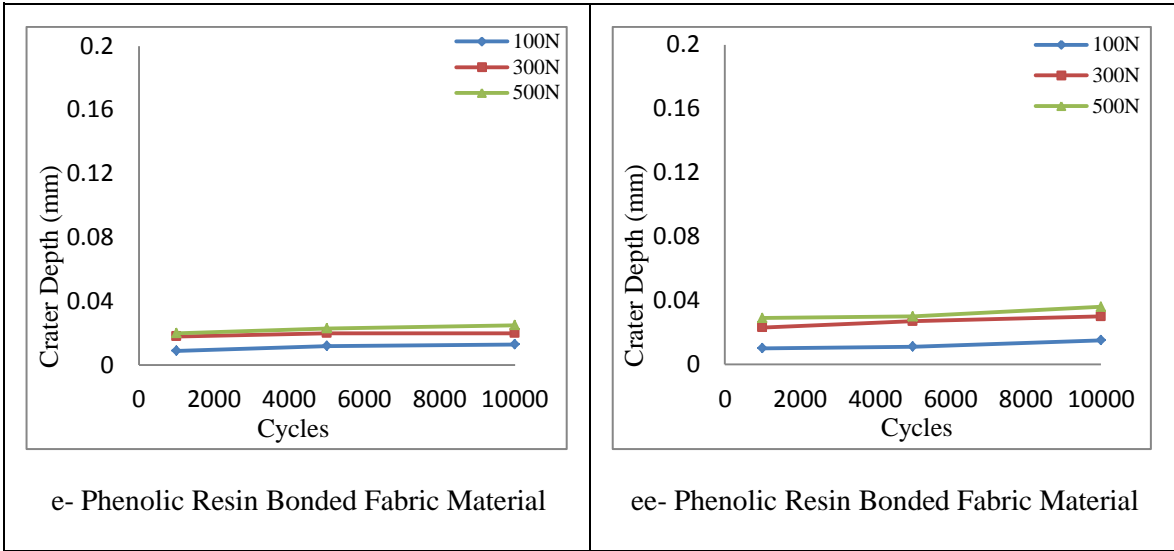 100N
300N
500N
0.2
0.16
0.12
0.08
0.04
0
Crater Depth (mm)
0 2000 4000 6000 8000 10000
Cycles
e- Phenolic Resin Bonded Fabric Material
100N
300N
500N
0.2
0.16
0.12
0.08
0.04
0
Crater Depth (mm)
0 2000 4000 6000 8000 10000
Cycles
ee- Phenolic Resin Bonded Fabric Material